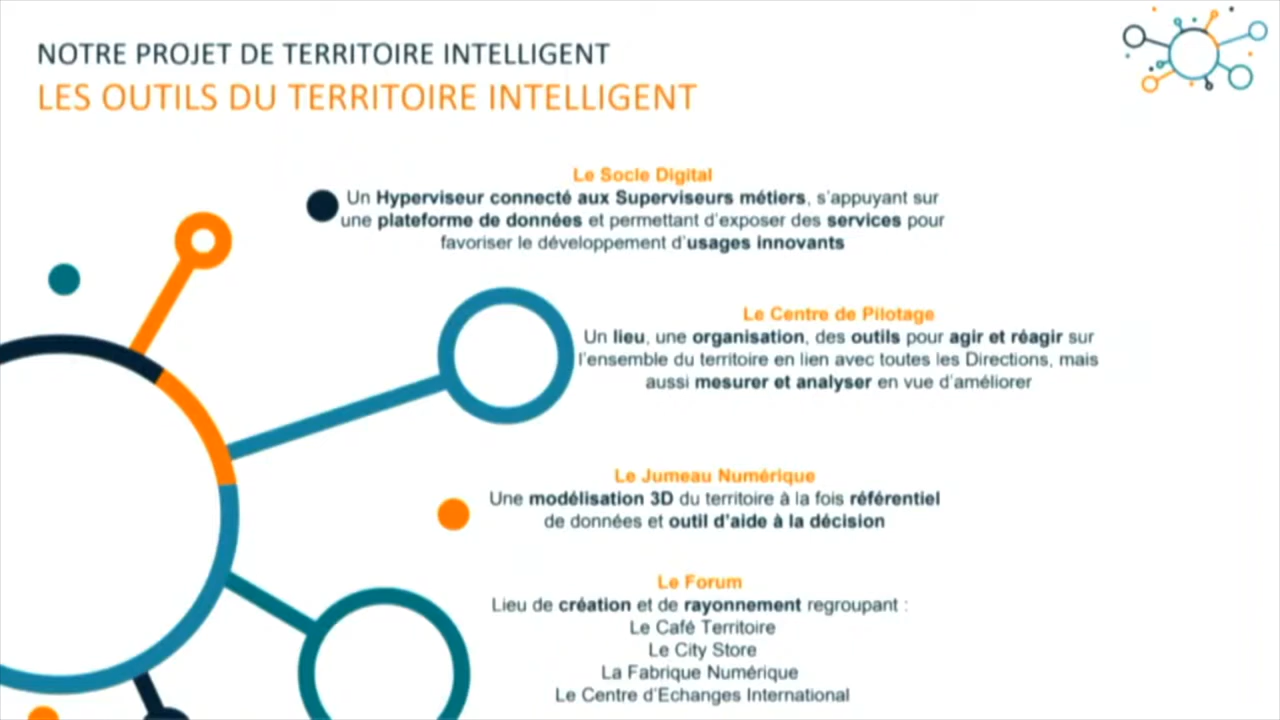 NOTRE PROJET DE TERRITOIRE INTELLIGENT
LES OUTILS DU TERRITOIRE INTELLIGENT
Le Socle Digital
Un Hyperviseur connecté aux Superviseurs métiers, s'appuyant sur
une plateforme de données et permettant d'exposer des services pour
favoriser le développement d'usages innovants
Le Centre de Pilotage
Un lieu, une organisation, des outils pour agir et réagir sur
l'ensemble du territoire en lien avec toutes les Directions, mais
aussi mesurer et analyser en vue d'améliorer
Le Jumeau Numérique
Une modélisation 3D du territoire à la fois référentiel
de données et outil d'aide à la décision
Le Forum
Lieu de création et de rayonnement regroupant :
Le Café Territoire
Le City Store
La Fabrique Numérique
Le Centre d'Echanges International